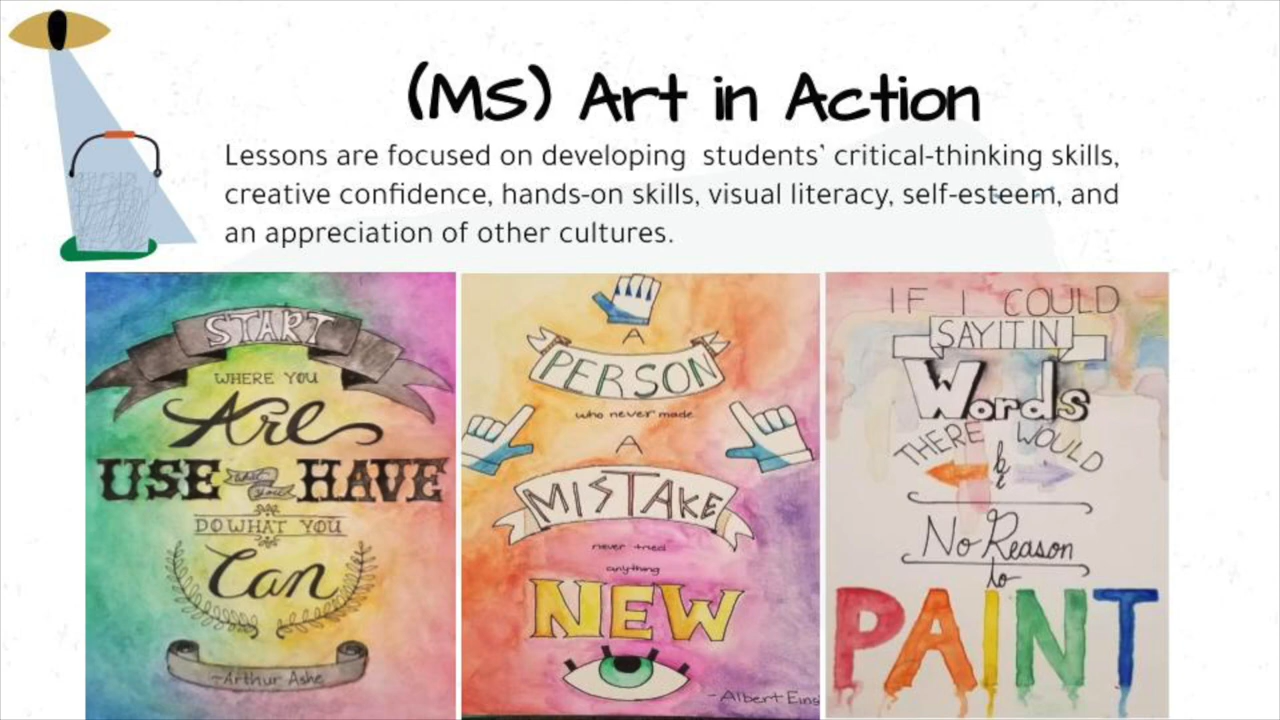 (MS) Art in Action
Lessons are focused on developing students' critical-thinking skills,
creative confidence, hands-on skills, visual literacy, self-esteem, and
an appreciation of other cultures.
START
WHERE YOU
Are
USE what you HAVE
DO WHAT YOU
Can
~Arthur Ashe
A
PERSON
who never made
A
MISTAKE
never tried
anything
NEW
- Albert Eins
IF I COULD
SAY IT IN
Words
THERE WOULD
be
No Reason
to
PAINT